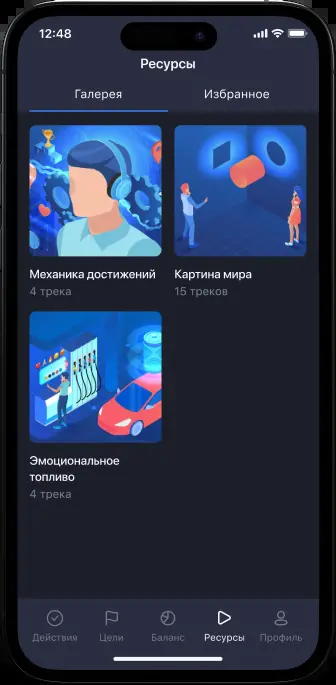 12:48
Ресурсы
Галерея Избранное
Механика достижений
4 трека
Картина мира
15 треков
Эмоциональное
топливо
4 трека
Действия Цели Баланс Ресурсы Профиль